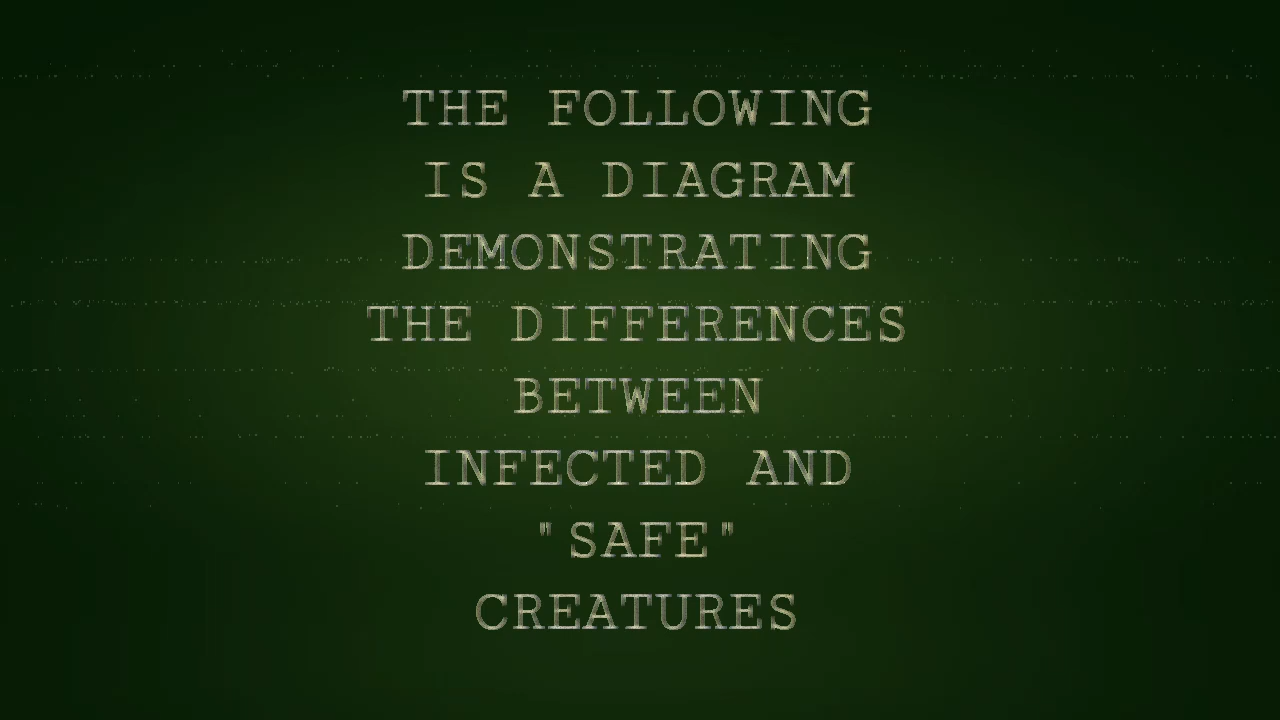 THE FOLLOWING
IS A DIAGRAM
DEMONSTRATING
THE DIFFERENCES
BETWEEN
INFECTED AND
"SAFE"
CREATURES